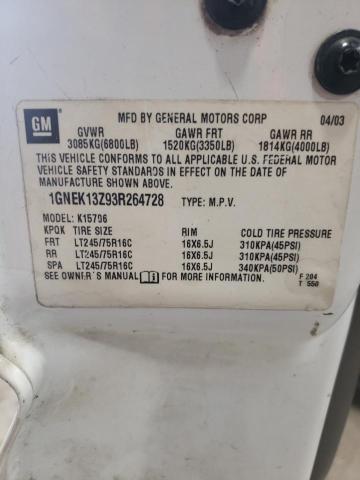 GM
MFD BY GENERAL MOTORS CORP 04/03
GVWR GAWR FRT GAWR RR
3085KG(6800LB) 1520KG(3350LB) 1814KG(4000LB)
THIS VEHICLE CONFORMS TO ALL APPLICABLE U.S. FEDERAL MOTOR
VEHICLE SAFETY STANDARDS IN EFFECT ON THE DATE OF
MANUFACTURE SHOWN ABOVE.
1GNEK13Z93R264728 TYPE: M.P.V.
MODEL: K15706
KPQK TIRE SIZE RIM COLD TIRE PRESSURE
FRT LT245/75R16C 16X6.5J 310KPA(45PSI)
RR LT245/75R16C 16X6.5J 310KPA(45PSI)
SPA LT245/75R16C 16X6.5J 340KPA(50PSI)
SEE OWNER'S MANUAL FOR MORE INFORMATION. F 204
T 550